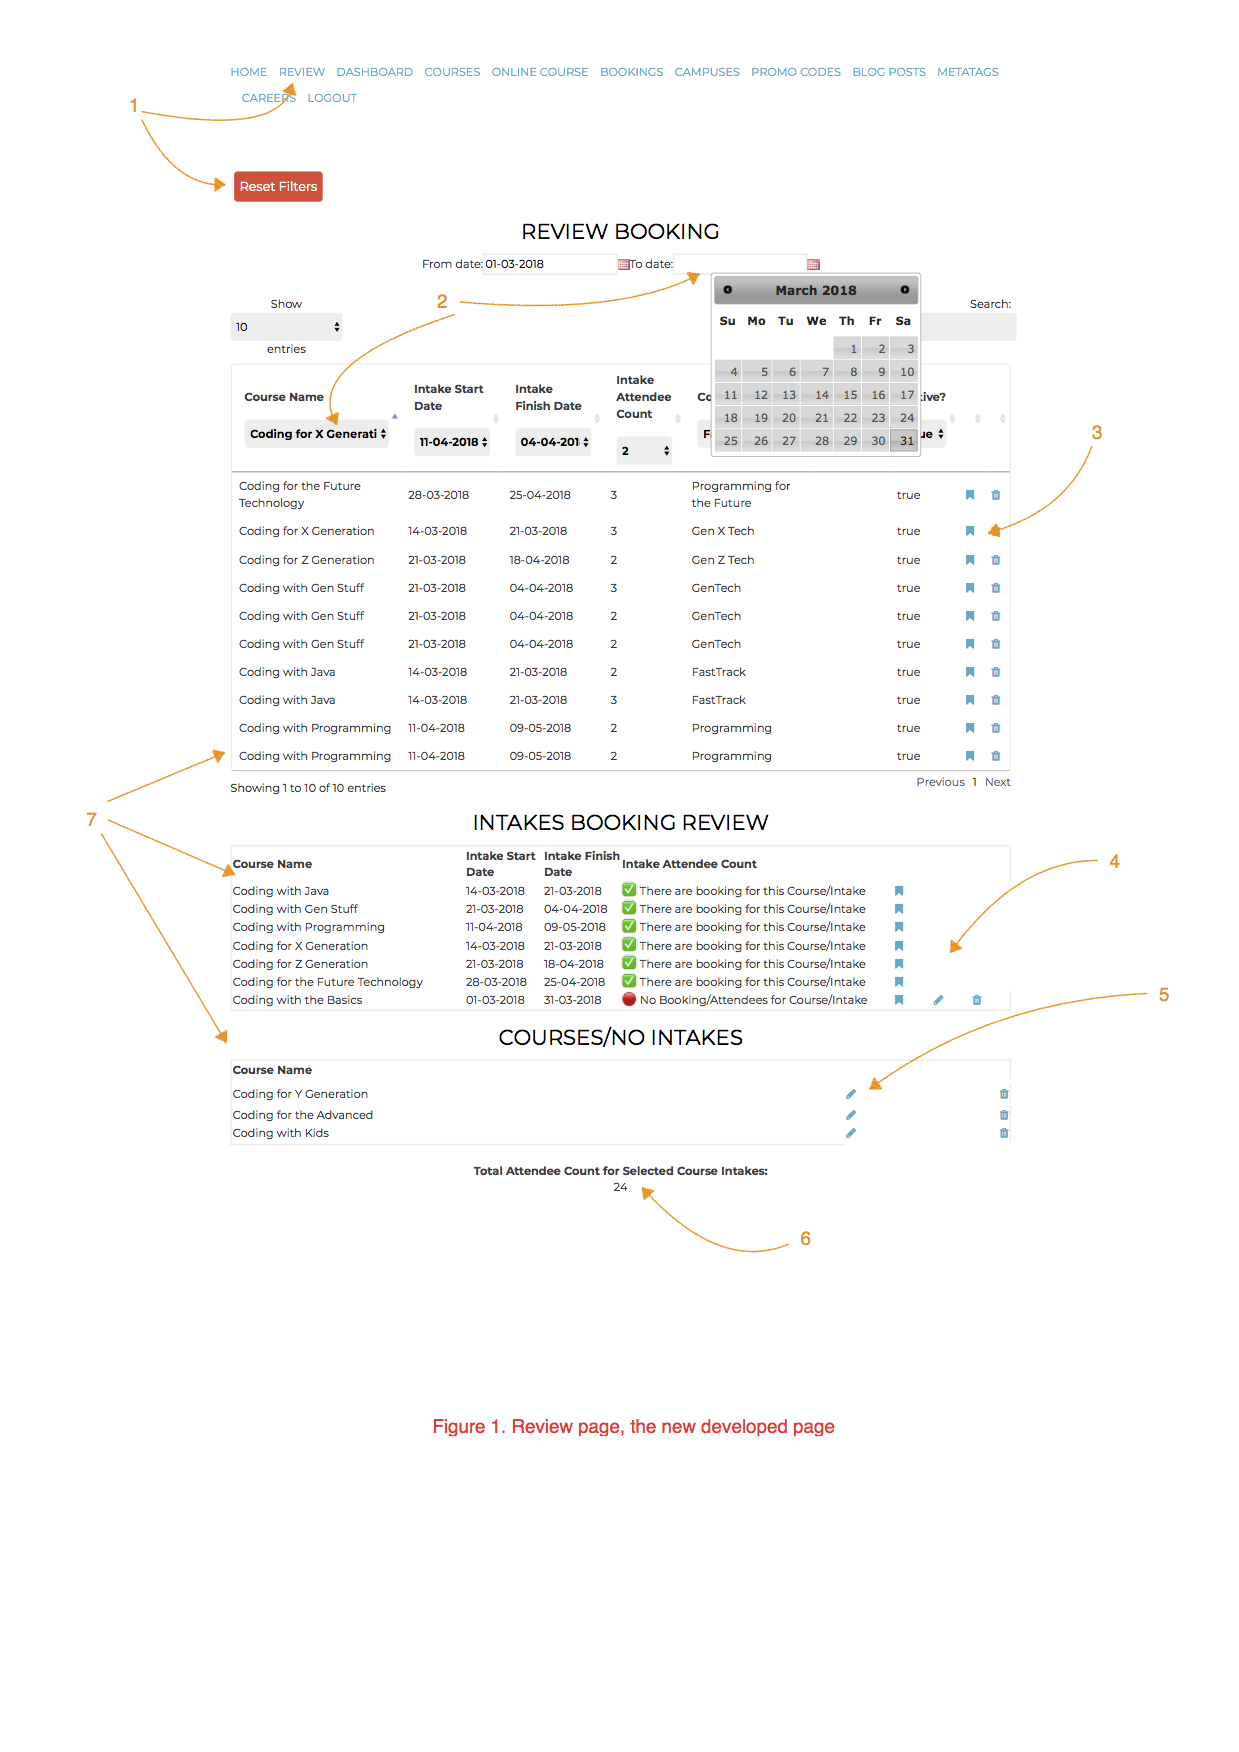 HOME REVIEW DASHBOARD COURSES ONLINE COURSE BOOKINGS CAMPUSES PROMO CODES BLOG POSTS METATAGS
CAREERS LOGOUT
1
Reset Filters
REVIEW BOOKING
From date: 01-03-2018 To date:
2
March 2018
Su Mo Tu We Th Fr Sa
1 2 3
4 5 6 7 8 9 10
11 12 13 14 15 16 17
18 19 20 21 22 23 24
25 26 27 28 29 30 31
Show
10
entries
Search:
Course Name Intake Start Date Intake Finish Date Intake Attendee Count Co tive?
Coding for X Generati 11-04-2018 04-04-201 2 F ue
3
Coding for the Future Technology 28-03-2018 25-04-2018 3 Programming for the Future true
Coding for X Generation 14-03-2018 21-03-2018 3 Gen X Tech true
Coding for Z Generation 21-03-2018 18-04-2018 2 Gen Z Tech true
Coding with Gen Stuff 21-03-2018 04-04-2018 3 GenTech true
Coding with Gen Stuff 21-03-2018 04-04-2018 2 GenTech true
Coding with Gen Stuff 21-03-2018 04-04-2018 2 GenTech true
Coding with Java 14-03-2018 21-03-2018 2 FastTrack true
Coding with Java 14-03-2018 21-03-2018 3 FastTrack true
Coding with Programming 11-04-2018 09-05-2018 2 Programming true
Coding with Programming 11-04-2018 09-05-2018 2 Programming true
Showing 1 to 10 of 10 entries
Previous 1 Next
7
INTAKES BOOKING REVIEW
Course Name Intake Start Date Intake Finish Date Intake Attendee Count
4
Coding with Java 14-03-2018 21-03-2018 There are booking for this Course/Intake
Coding with Gen Stuff 21-03-2018 04-04-2018 There are booking for this Course/Intake
Coding with Programming 11-04-2018 09-05-2018 There are booking for this Course/Intake
Coding for X Generation 14-03-2018 21-03-2018 There are booking for this Course/Intake
Coding for Z Generation 21-03-2018 18-04-2018 There are booking for this Course/Intake
Coding for the Future Technology 28-03-2018 25-04-2018 There are booking for this Course/Intake
Coding with the Basics 01-03-2018 31-03-2018 No Booking/Attendees for Course/Intake
5
COURSES/NO INTAKES
Course Name
Coding for Y Generation
Coding for the Advanced
Coding with Kids
Total Attendee Count for Selected Course Intakes:
24
6
Figure 1. Review page, the new developed page